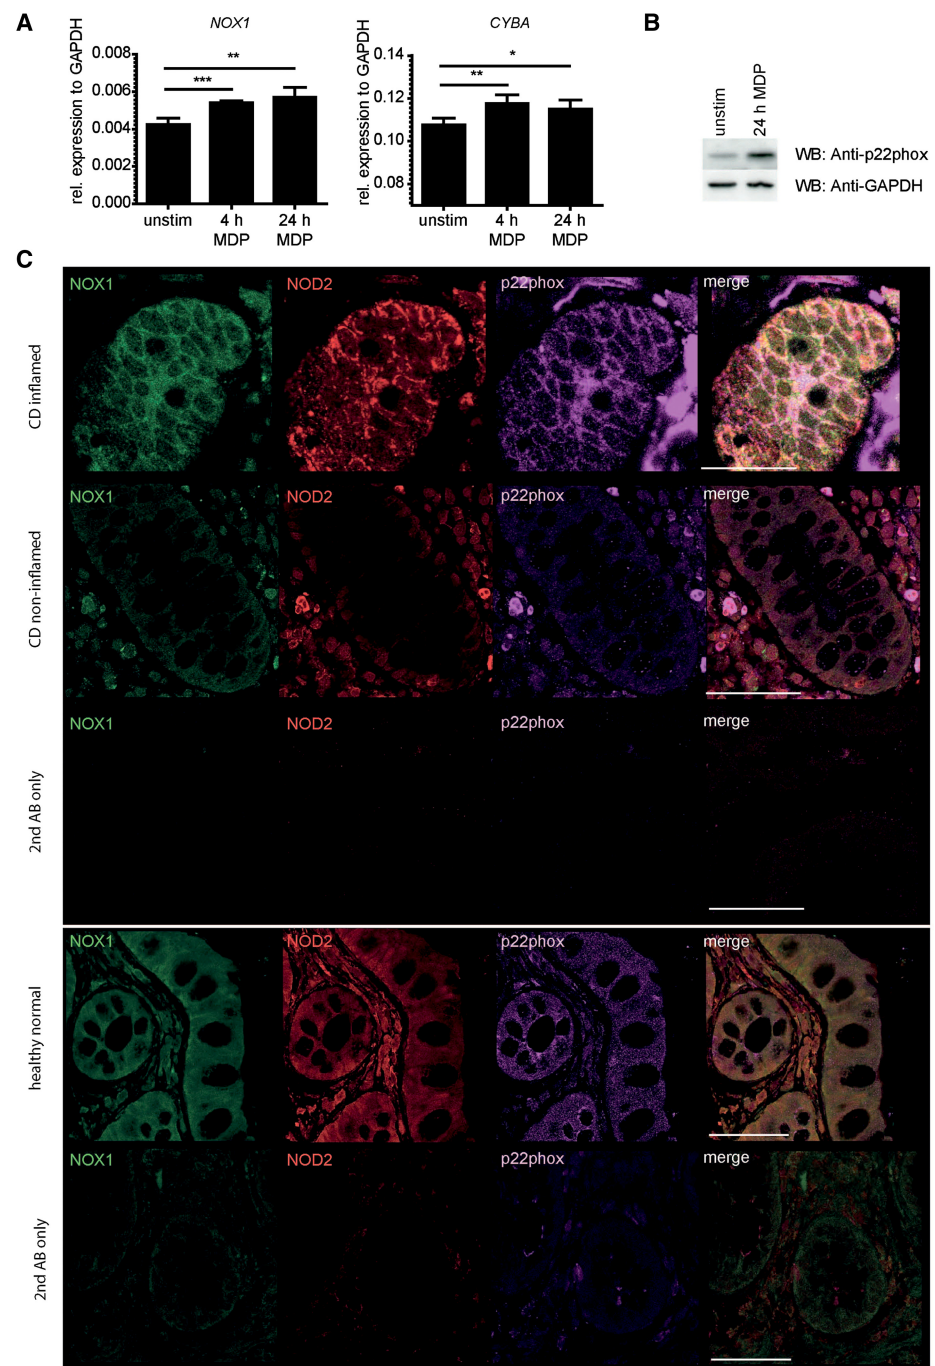 A
NOX1
rel. expression to GAPDH
0.008
0.006
0.004
0.002
0.000
**
***
unstim
4 h
MDP
24 h
MDP
CYBA
rel. expression to GAPDH
0.14
0.12
0.10
0.08
*
**
unstim
4 h
MDP
24 h
MDP
B
unstim
24 h MDP
WB: Anti-p22phox
WB: Anti-GAPDH
C
CD inflamed
NOX1 NOD2 p22phox merge
CD non-inflamed
NOX1 NOD2 p22phox merge
2nd AB only
NOX1 NOD2 p22phox merge
healthy normal
NOX1 NOD2 p22phox merge
2nd AB only
NOX1 NOD2 p22phox merge